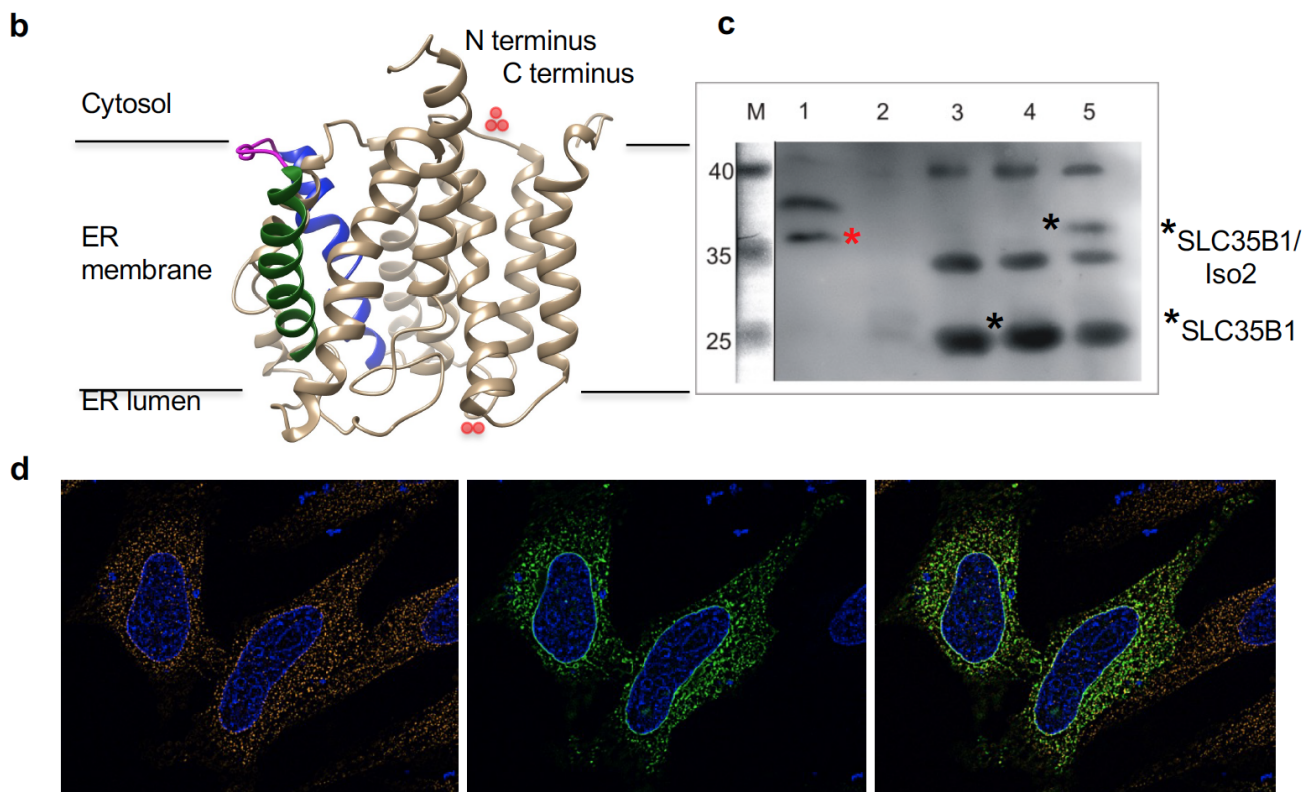 b
N terminus
C terminus
Cytosol
ER
membrane
ER lumen
c
M 1 2 3 4 5
40
35
25
*
*
*
*SLC35B1/
Iso2
*SLC35B1
d